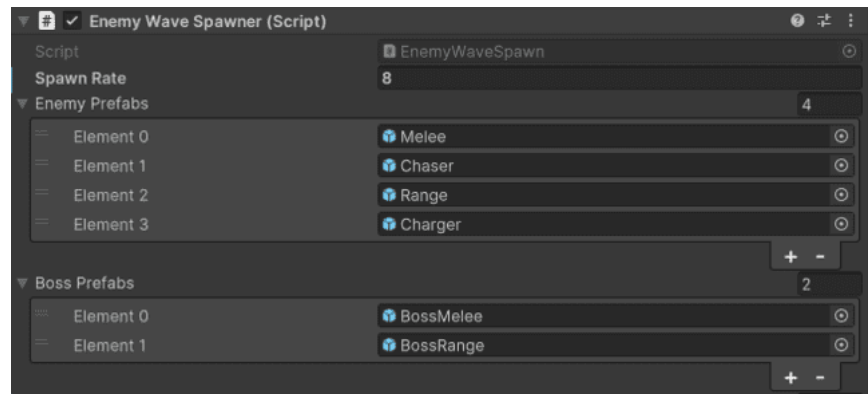 Enemy Wave Spawner (Script)
Script EnemyWaveSpawn
Spawn Rate 8
Enemy Prefabs 4
Element 0 Melee
Element 1 Chaser
Element 2 Range
Element 3 Charger
+ -
Boss Prefabs 2
Element 0 BossMelee
Element 1 BossRange
+ -